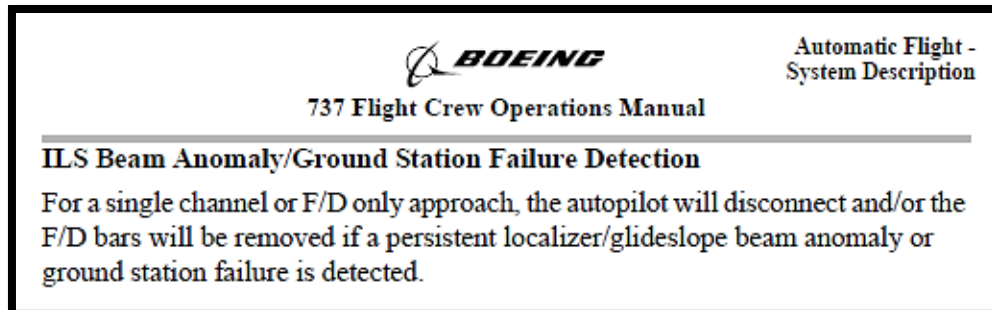 BOEING
Automatic Flight -
System Description
737 Flight Crew Operations Manual
ILS Beam Anomaly/Ground Station Failure Detection
For a single channel or F/D only approach, the autopilot will disconnect and/or the
F/D bars will be removed if a persistent localizer/glideslope beam anomaly or
ground station failure is detected.